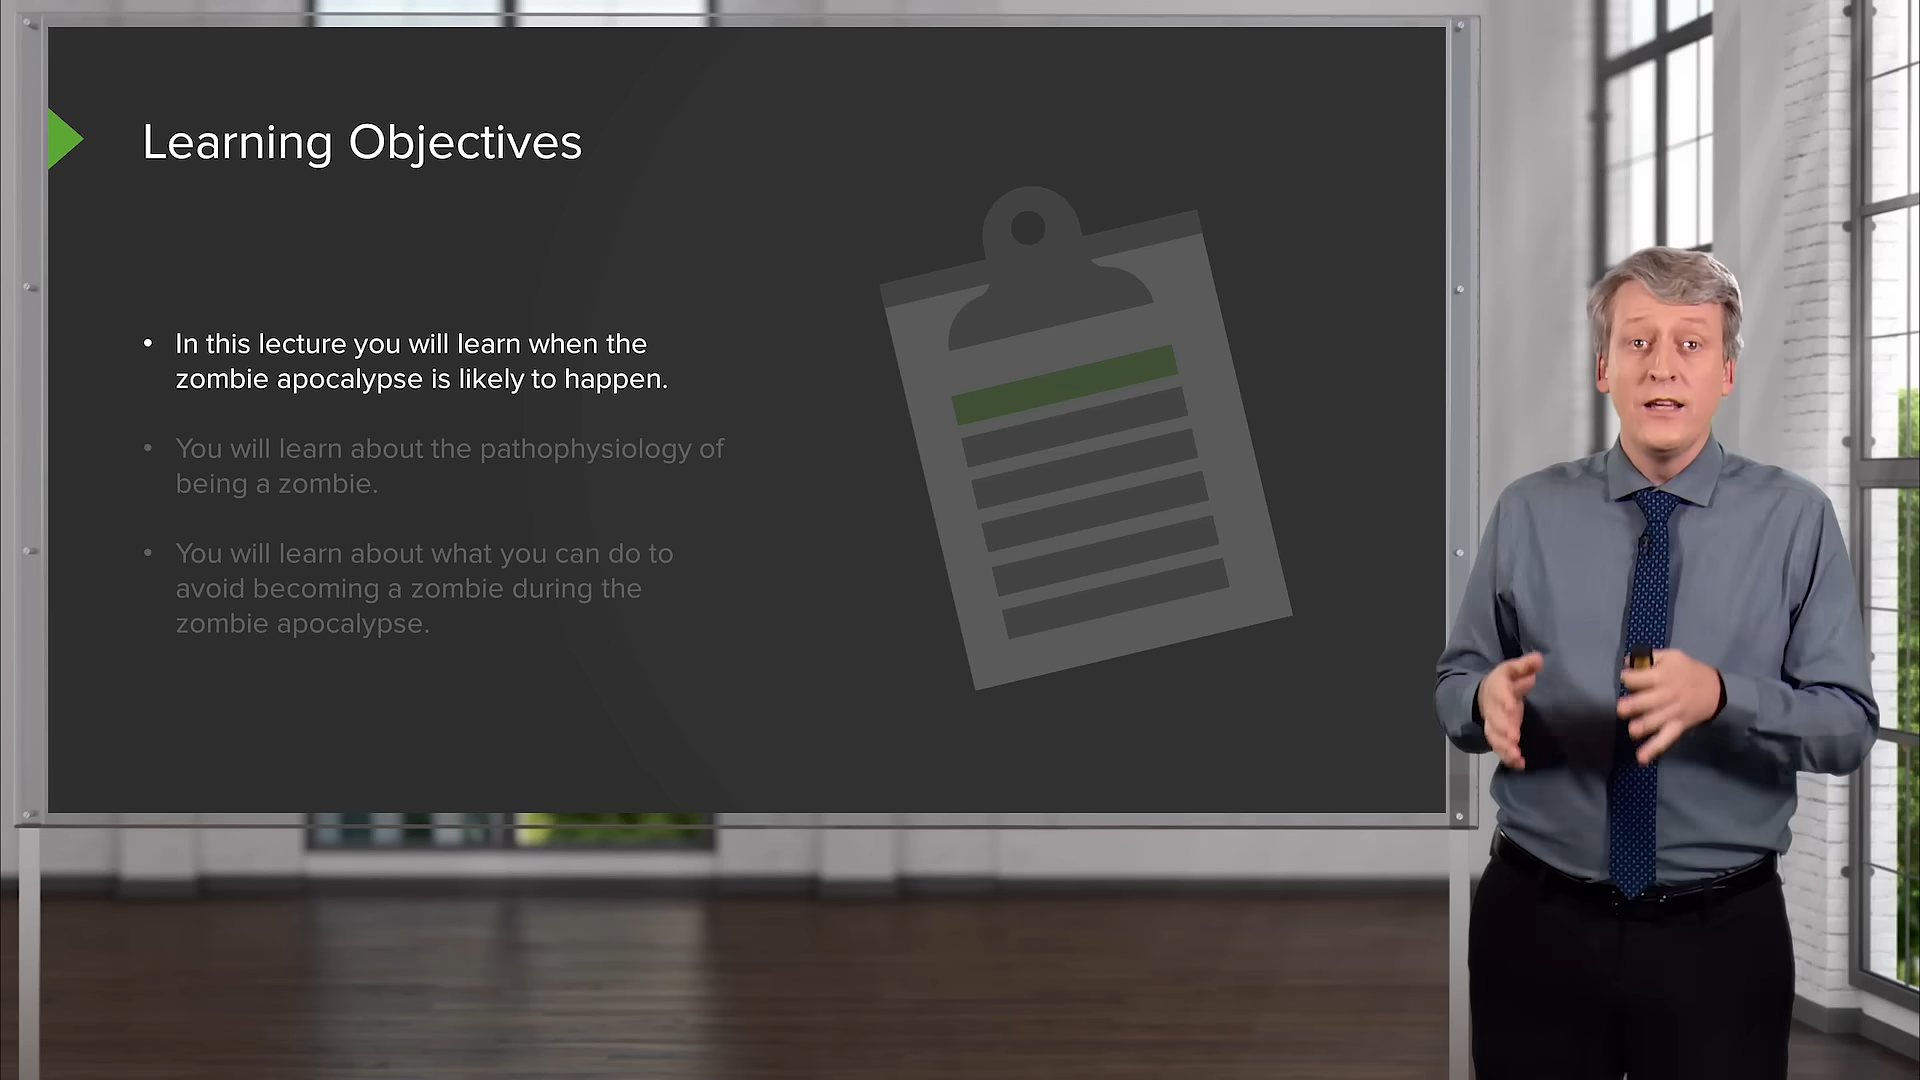 Learning Objectives
• In this lecture you will learn when the
zombie apocalypse is likely to happen.
• You will learn about the pathophysiology of
being a zombie.
• You will learn about what you can do to
avoid becoming a zombie during the
zombie apocalypse.